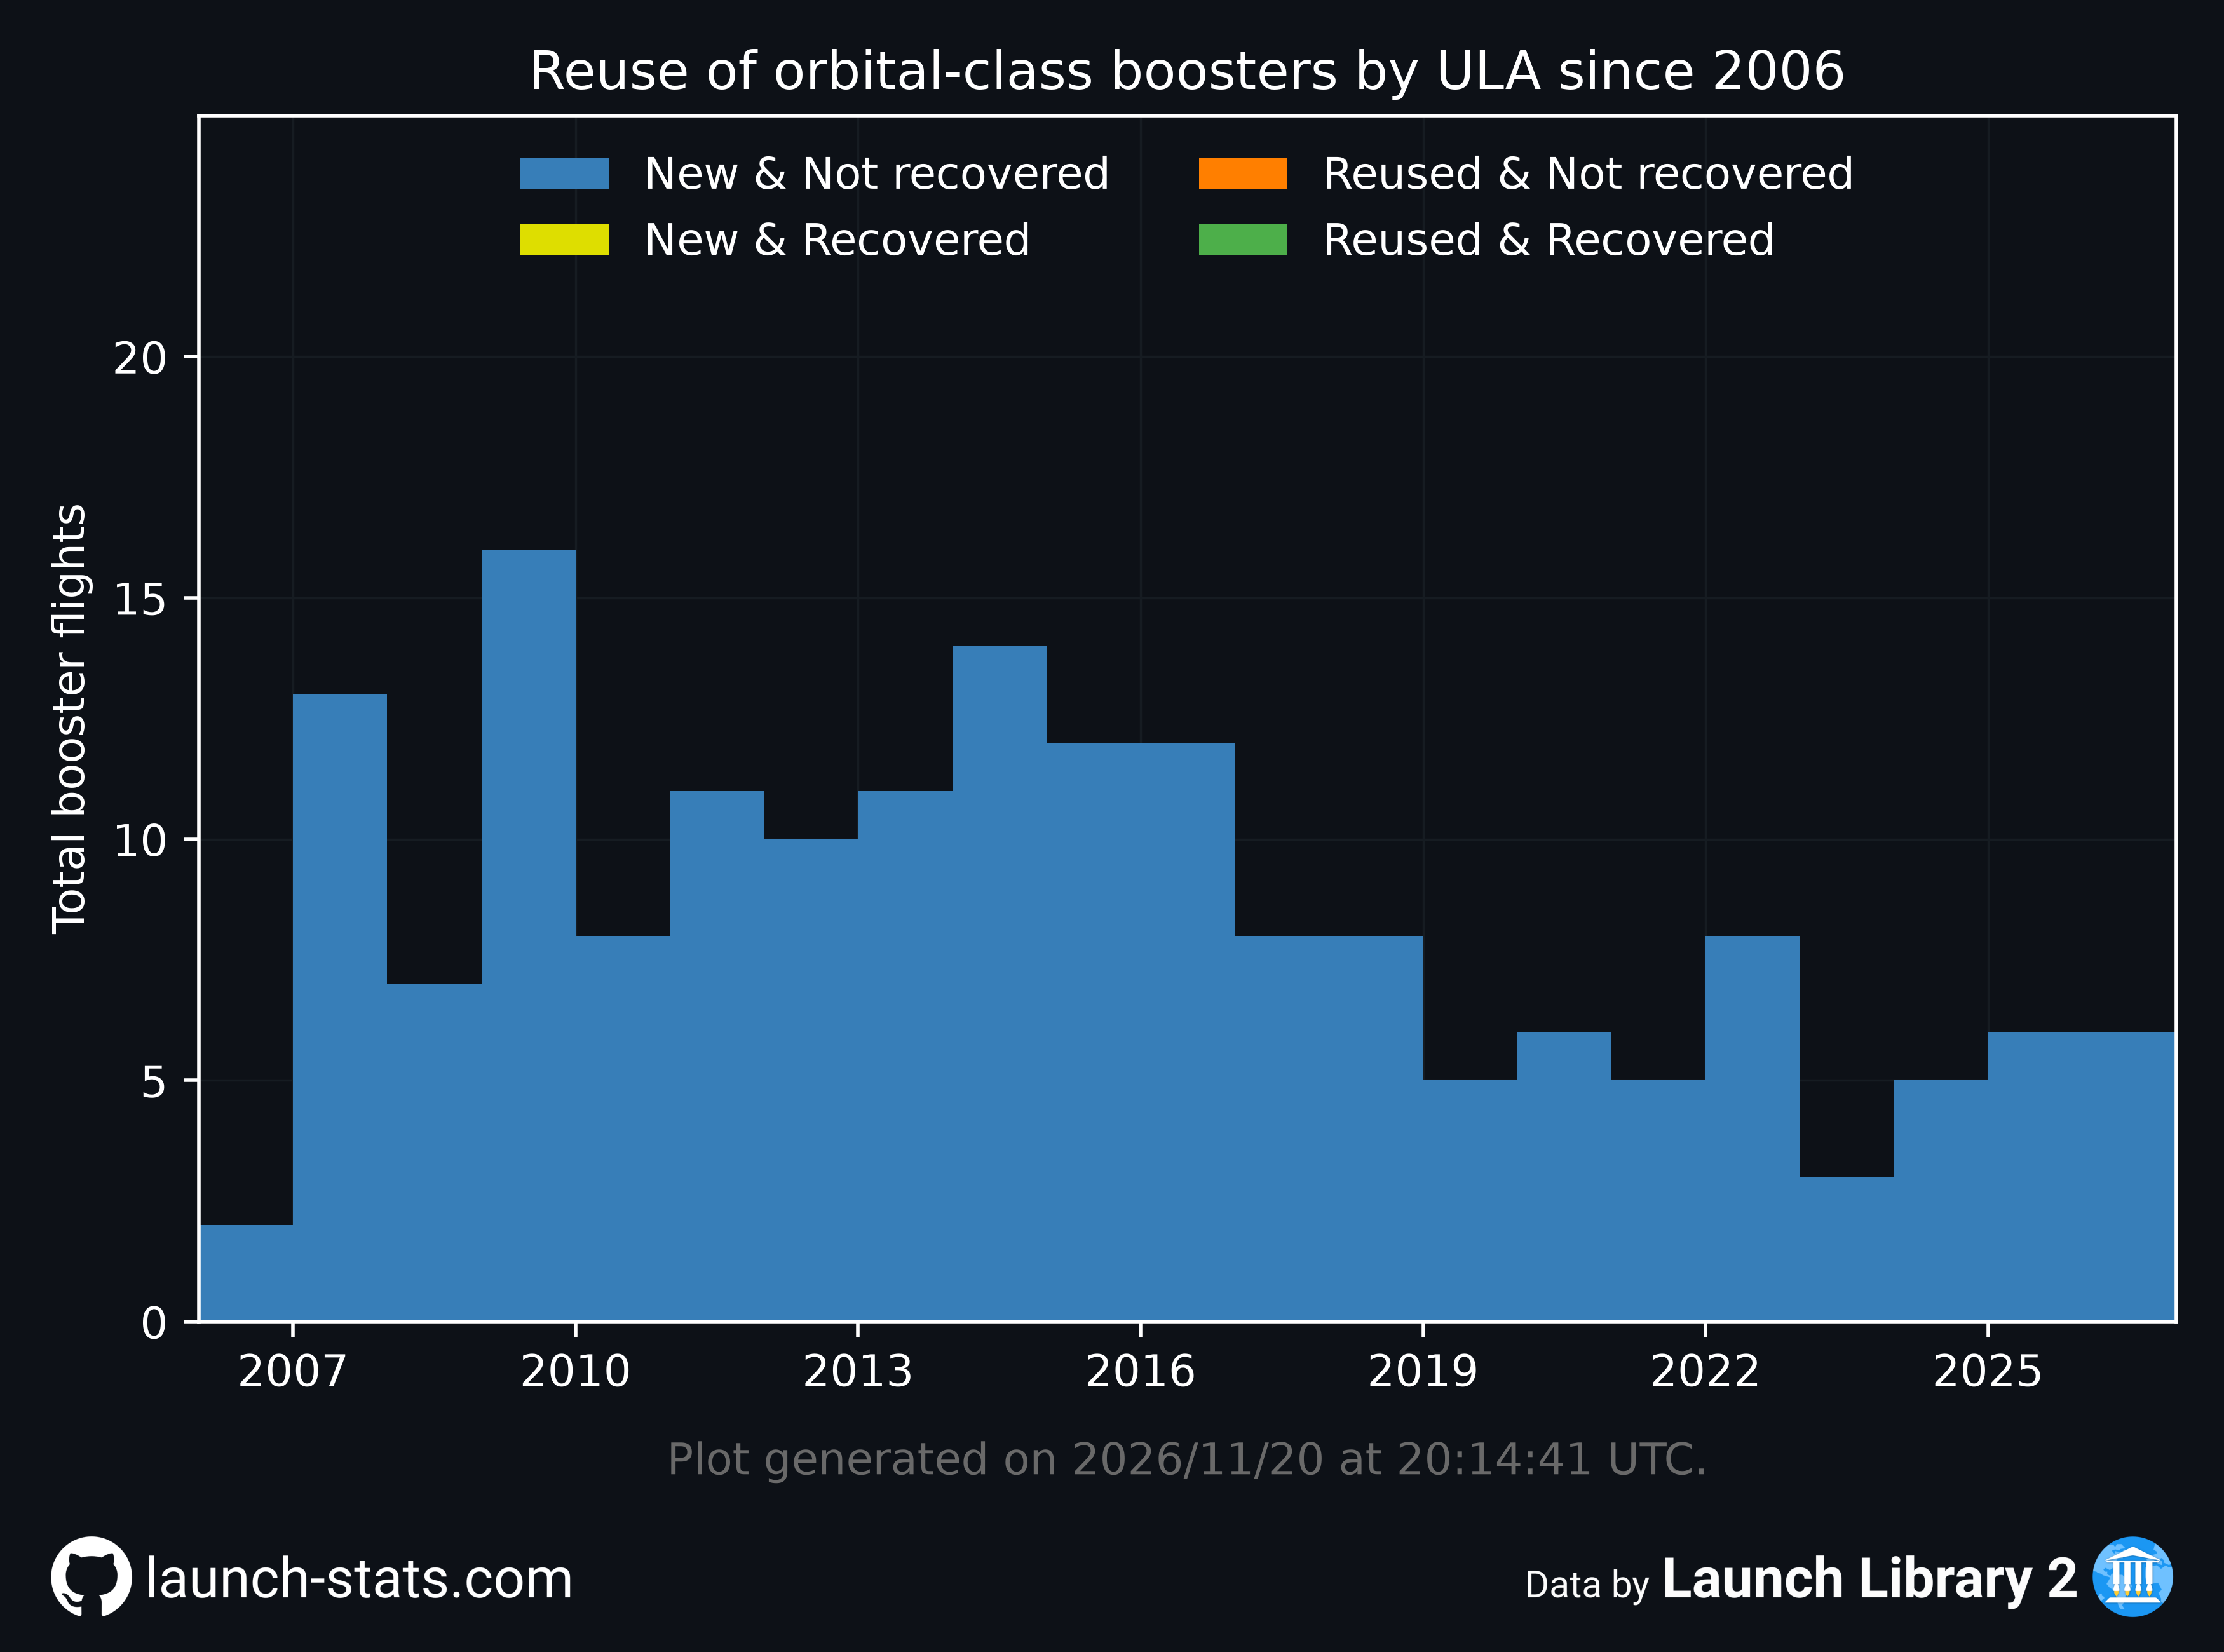 Reuse of orbital-class boosters by ULA since 2006
New & Not recovered
New & Recovered
Reused & Not recovered
Reused & Recovered
Total booster flights
20
15
10
5
0
2007 2010 2013 2016 2019 2022 2025
Plot generated on 2026/11/20 at 20:14:41 UTC.
launch-stats.com
Data by Launch Library 2